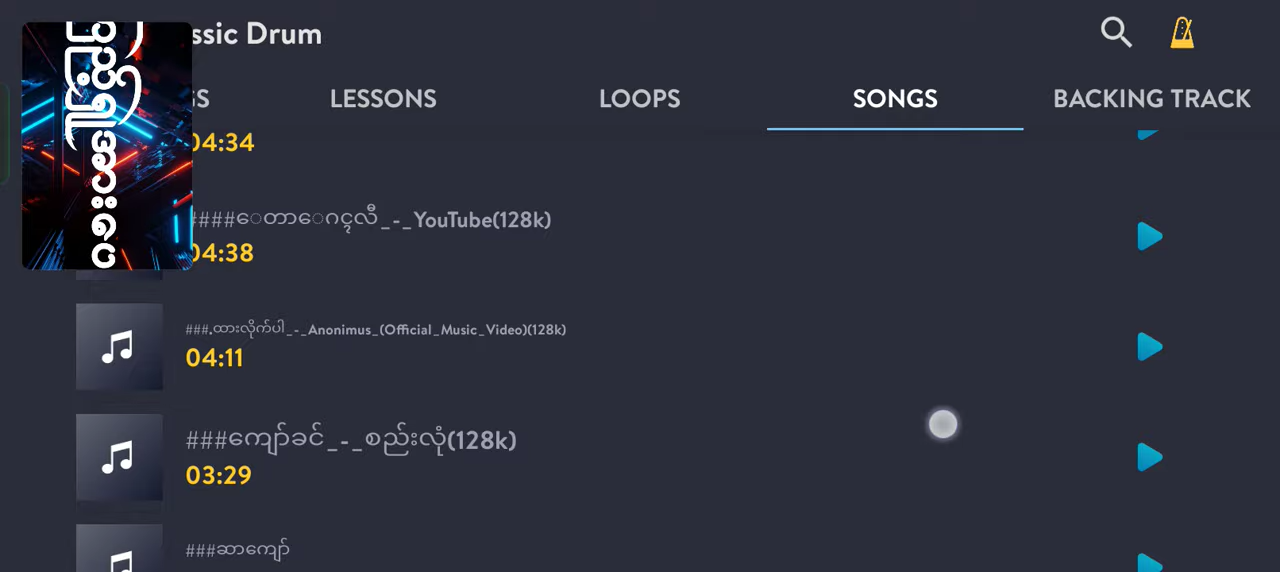 ssic Drum
GS
LESSONS
LOOPS
SONGS
BACKING TRACK
04:34
####ေတာေဂၚလီ_-_YouTube(128k)
04:38
###.ထားလိုက်ပါ_-_Anonimus_(Official_Music_Video)(128k)
04:11
###ကျော်ခင်_-_စည်းလုံ(128k)
03:29
###ဆာကျော်